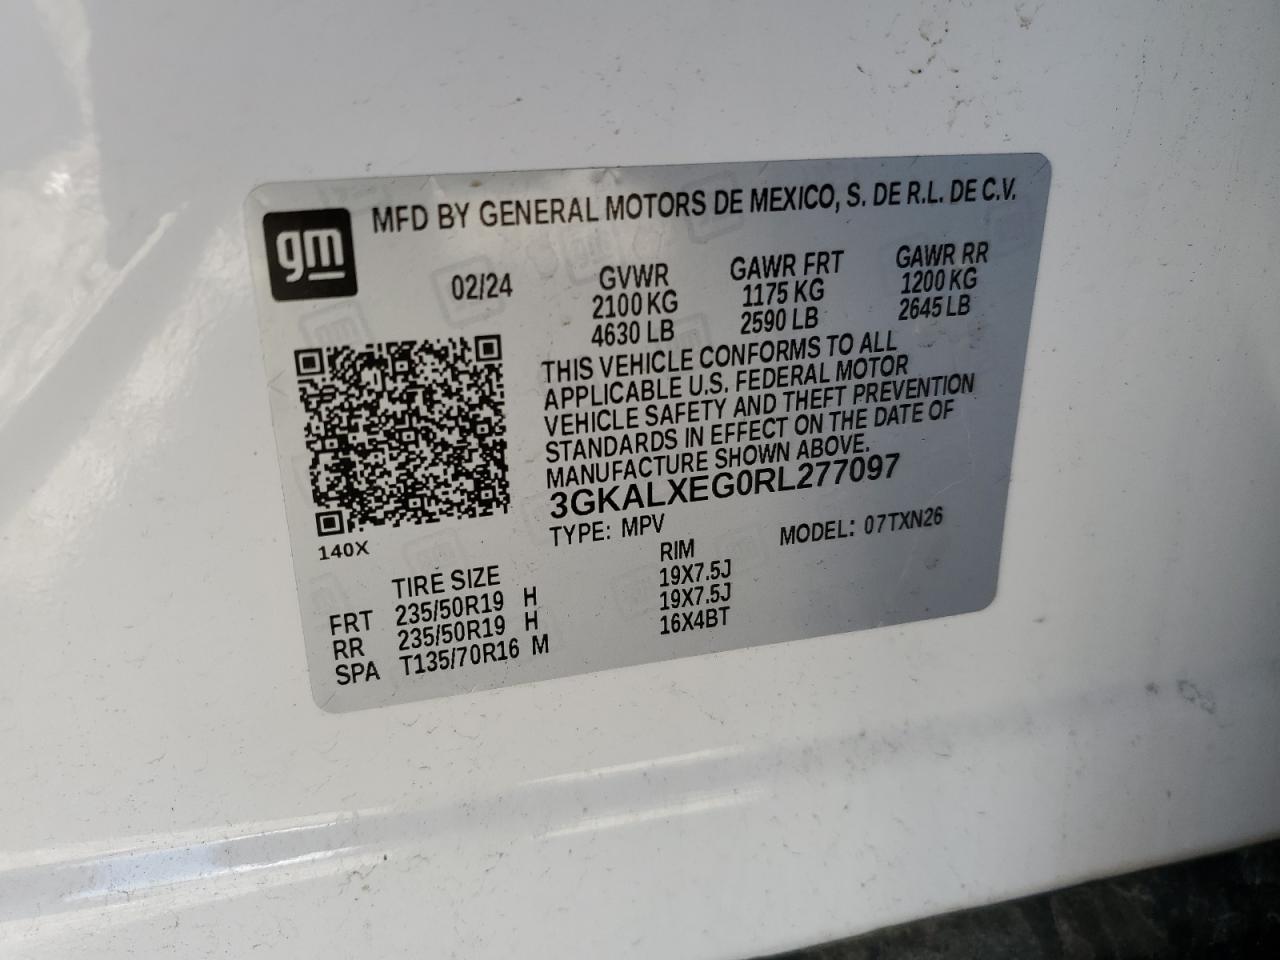 gm
MFD BY GENERAL MOTORS DE MEXICO, S. DE R.L. DE C.V.
02/24
GVWR
2100 KG
4630 LB
GAWR FRT
1175 KG
2590 LB
GAWR RR
1200 KG
2645 LB
THIS VEHICLE CONFORMS TO ALL
APPLICABLE U.S. FEDERAL MOTOR
VEHICLE SAFETY AND THEFT PREVENTION
STANDARDS IN EFFECT ON THE DATE OF
MANUFACTURE SHOWN ABOVE.
3GKALXEG0RL277097
TYPE: MPV MODEL: 07TXN26
140X
TIRE SIZE RIM
FRT 235/50R19 H 19X7.5J
RR 235/50R19 H 19X7.5J
SPA T135/70R16 M 16X4BT